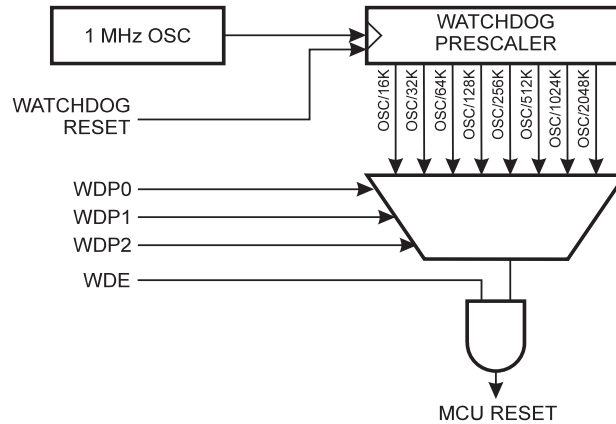 1 MHz OSC
WATCHDOG
PRESCALER
WATCHDOG
RESET
OSC/16K
OSC/32K
OSC/64K
OSC/128K
OSC/256K
OSC/512K
OSC/1024K
OSC/2048K
WDP0
WDP1
WDP2
WDE
MCU RESET